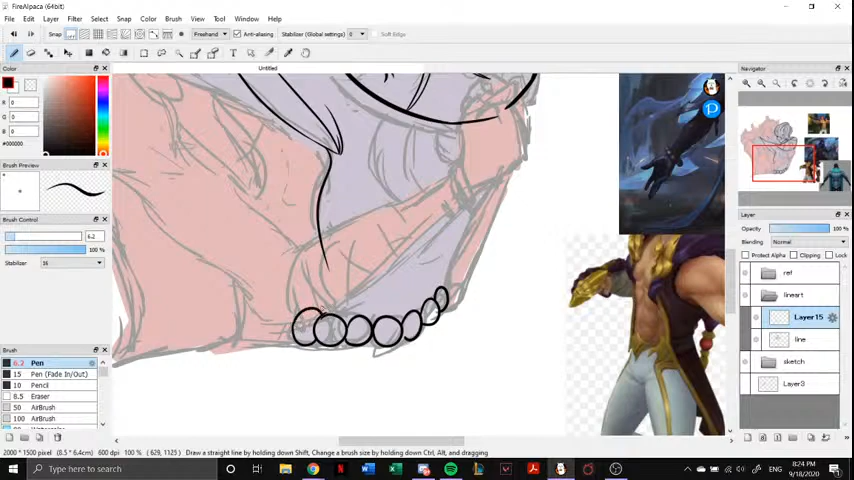 FireAlpaca (64bit)
File Edit Layer Filter Select Snap Color Brush View Tool Window Help
Snap Freehand Anti-aliasing Stabilizer (Global settings) 0 Soft Edge
Untitled
Color
R 0
G 0
B 0
#000000
Brush Preview
Brush Control
6.2
100 %
Stabilizer 16
Brush
6.2 Pen
15 Pen (Fade In/Out)
10 Pencil
8.5 Eraser
50 AirBrush
100 AirBrush
Navigator
Layer
Opacity 100 %
Blending Normal
Protect Alpha Clipping Lock
ref
lineart
Layer15
line
sketch
Layer3
2000 * 1500 pixel (8.5 * 6.4cm) 600 dpi 100 % ( 629, 1125 ) Draw a straight line by holding down Shift, Change a brush size by holding down Ctrl, Alt, and dragging
Type here to search
ENG
8:24 PM
9/18/2020